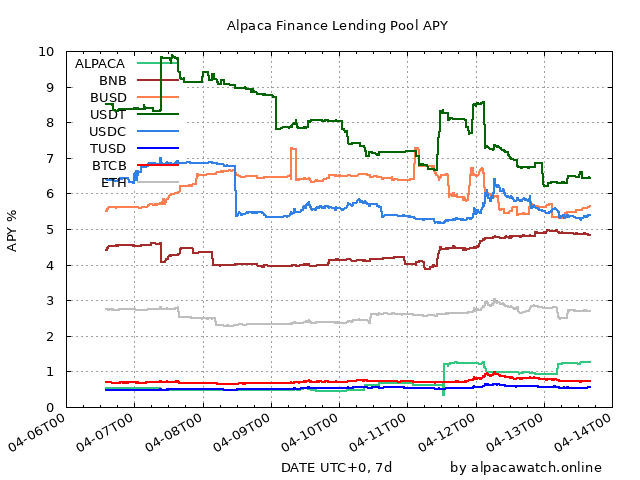 Alpaca Finance Lending Pool APY
10
9
8
7
6
5
4
3
2
1
0
APY %
ALPACA
BNB
BUSD
USDT
USDC
TUSD
BTCB
ETH
04-06T00
04-07T00
04-08T00
04-09T00
04-10T00
04-11T00
04-12T00
04-13T00
04-14T00
DATE UTC+0, 7d
by alpacawatch.online